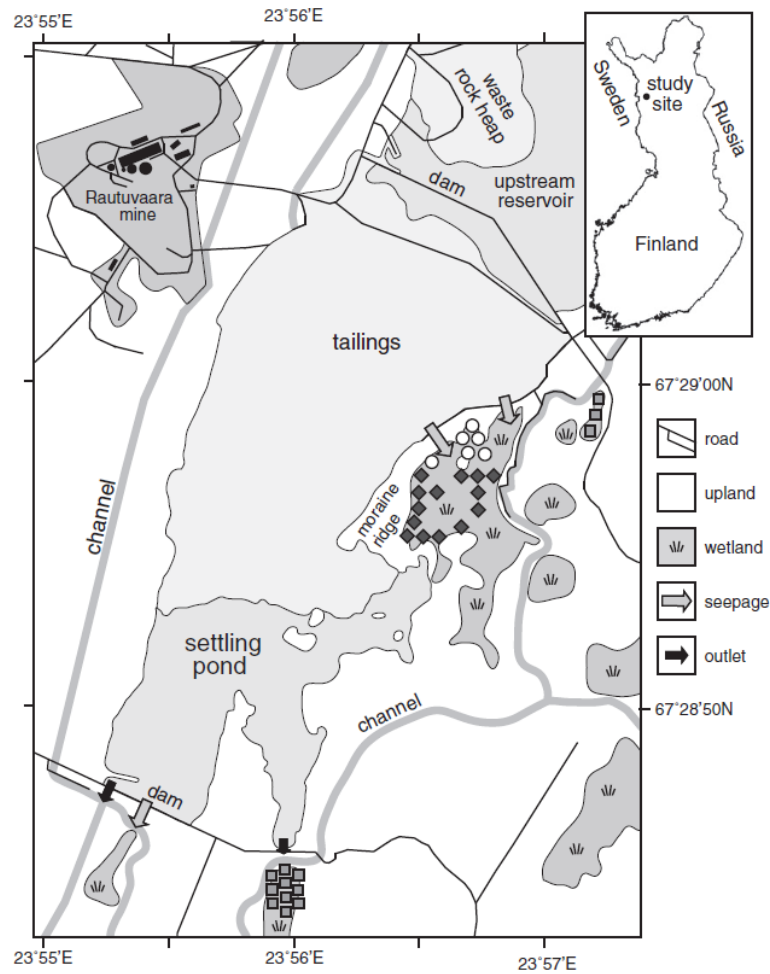 23°55'E
23°56'E
waste
rock heap
Sweden
study
site
Russia
Finland
dam
upstream
reservoir
Rautuvaara
mine
tailings
67°29'00N
road
upland
wetland
seepage
outlet
channel
moraine
ridge
settling
pond
channel
67°28'50N
dam
23°55'E
23°56'E
23°57'E